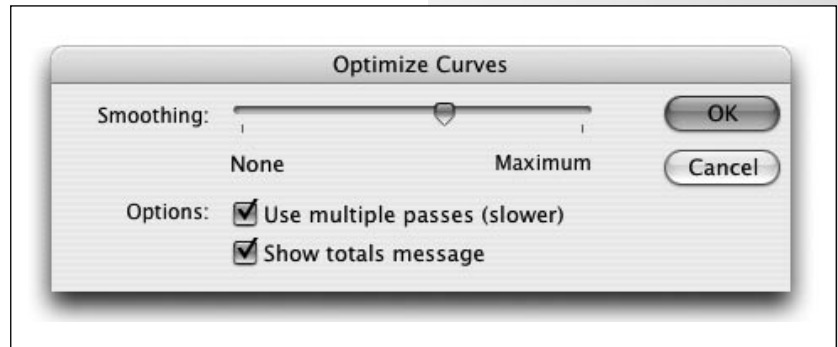 Optimize Curves
Smoothing:
None
Maximum
OK
Cancel
Options:
Use multiple passes (slower)
Show totals message